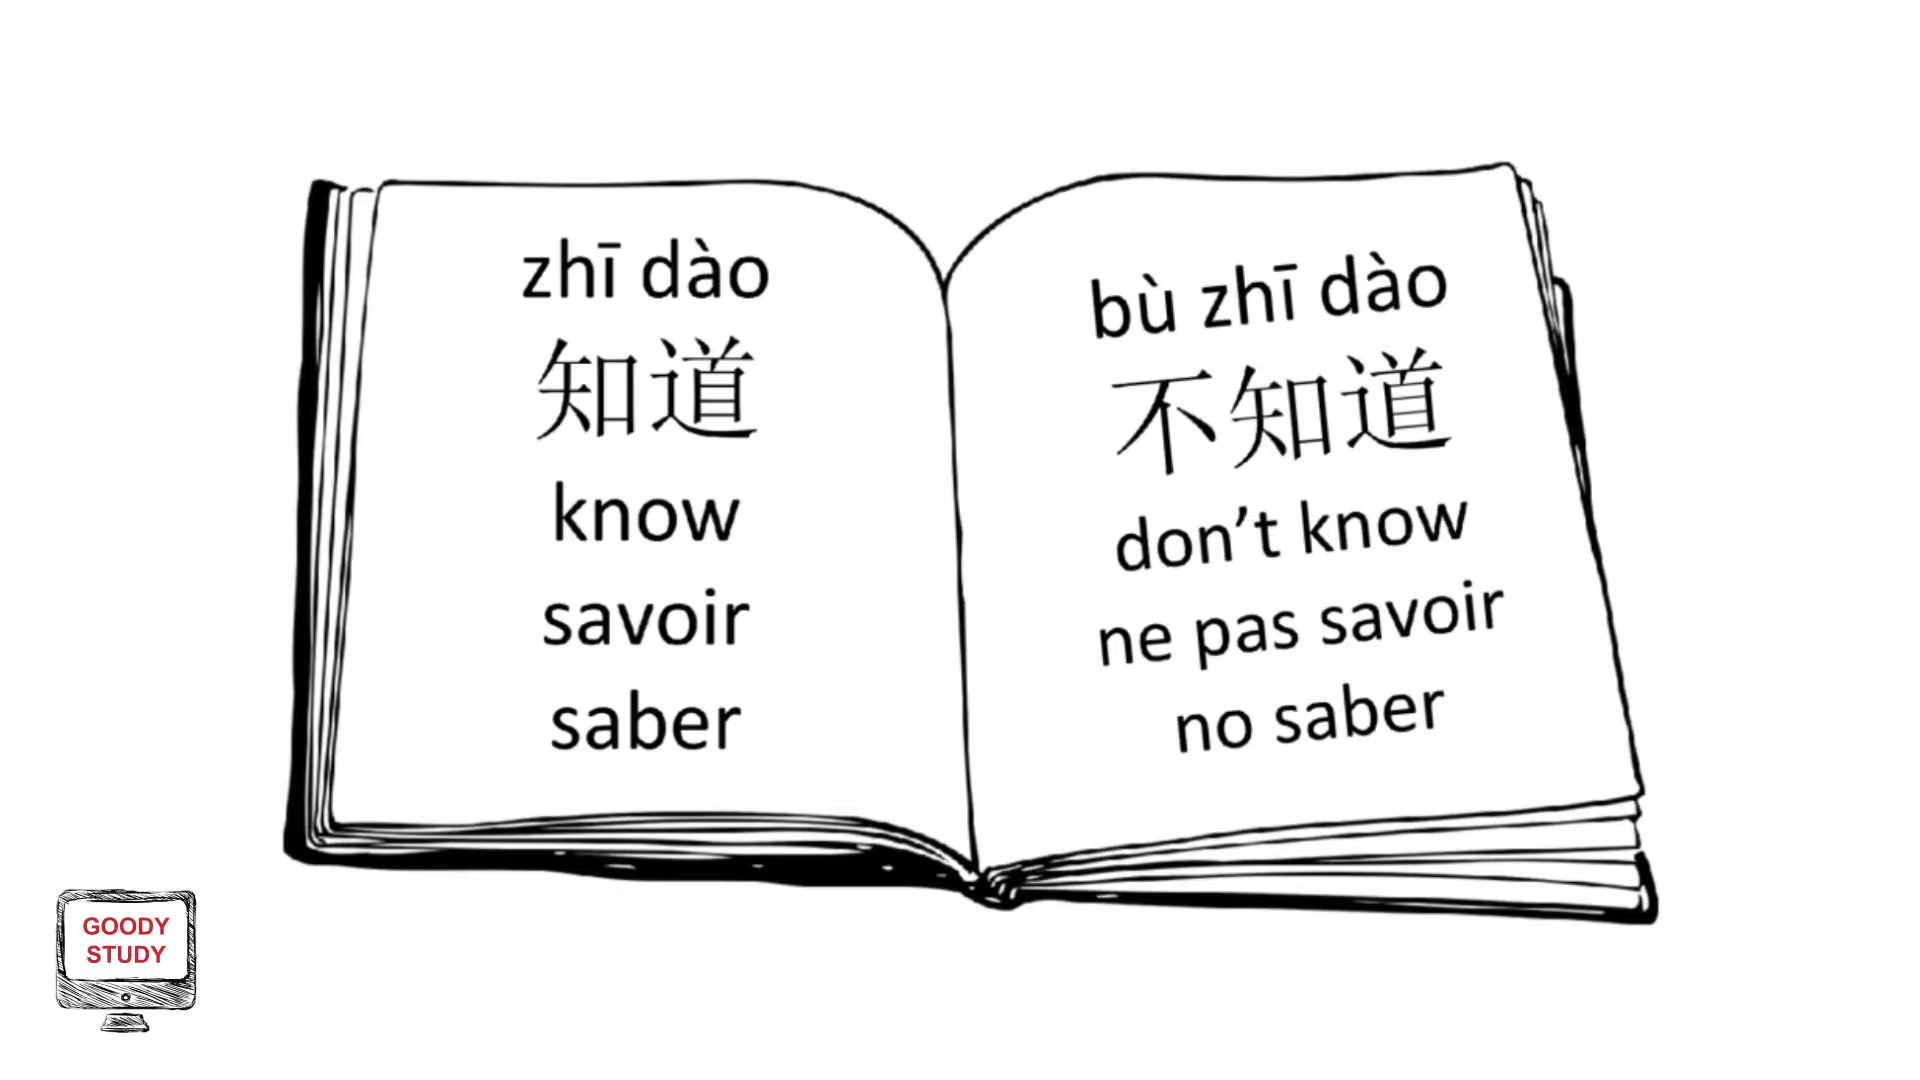 zhī dào
知道
know
savoir
saber
bù zhī dào
不知道
don’t know
ne pas savoir
no saber
GOODY
STUDY